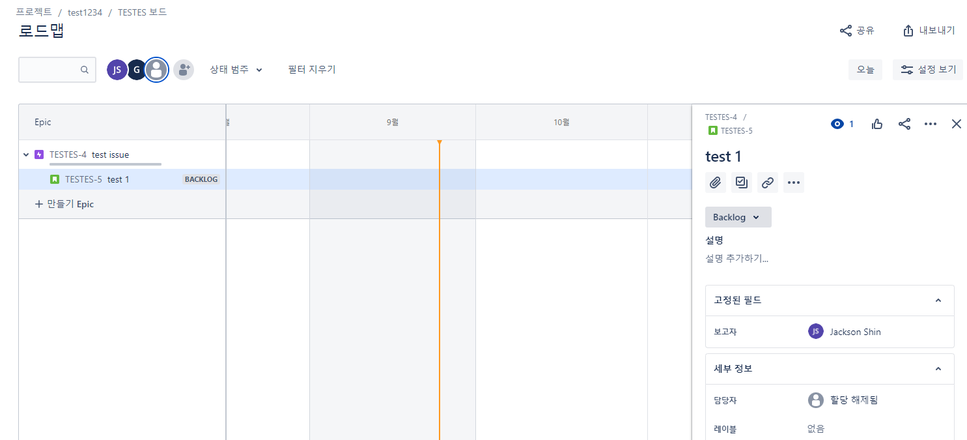 프로젝트 / test1234 / TESTES 보드
로드맵
공유
내보내기
JS
G
상태 범주
필터 지우기
오늘
설정 보기
Epic
9월
10월
TESTES-4 test issue
TESTES-5 test 1 BACKLOG
+ 만들기 Epic
TESTES-4 /
TESTES-5
1
test 1
Backlog
설명
설명 추가하기...
고정된 필드
보고자
JS
Jackson Shin
세부 정보
담당자
할당 해제됨
레이블
없음